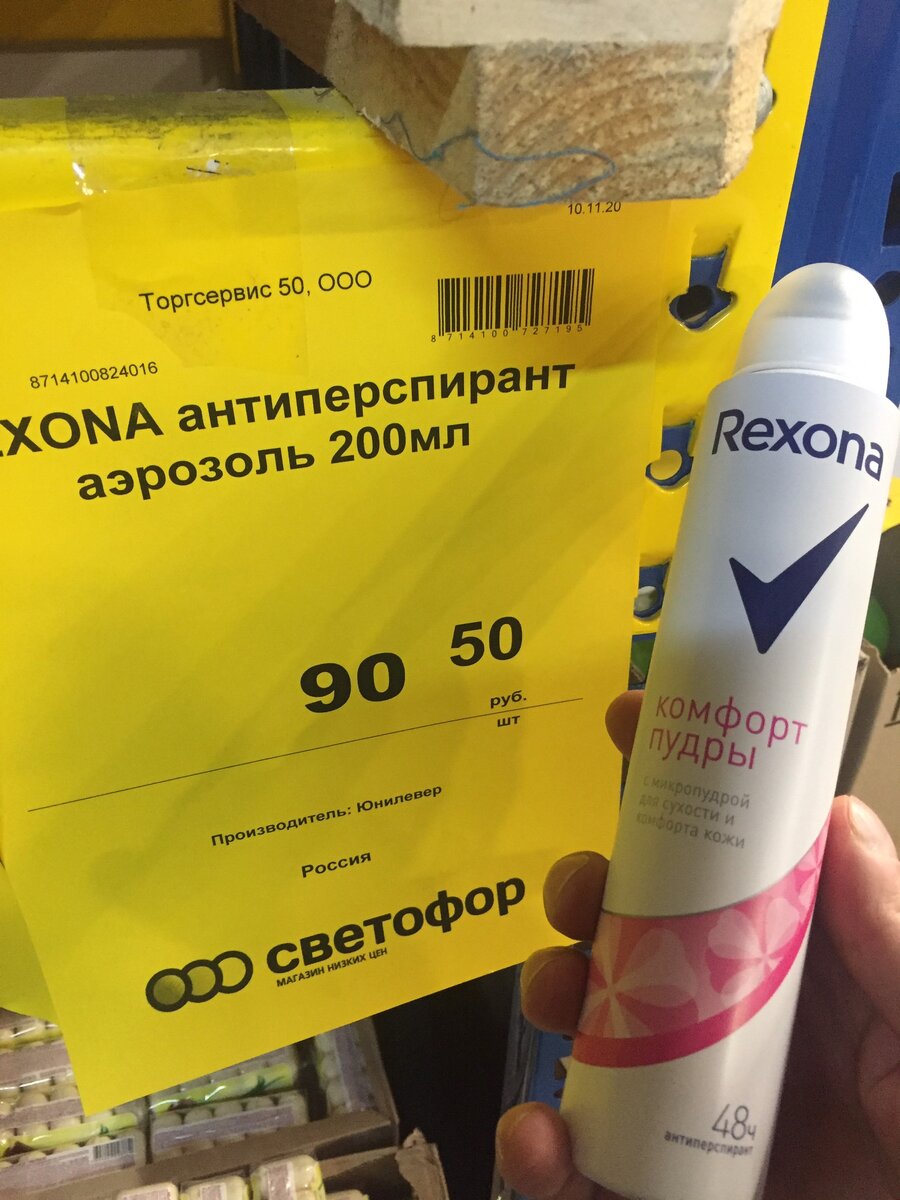 10.11.20
Торгсервис 50, ООО
8714100727195
8714100824016
XONA антиперспирант
аэрозоль 200мл
90 50
руб.
шт
Производитель: Юнилевер
Россия
светофор
МАГАЗИН НИЗКИХ ЦЕН
Rexona
комфорт
пудры
с микропудрой
для сухости и
комфорта кожи
48ч
антиперспирант